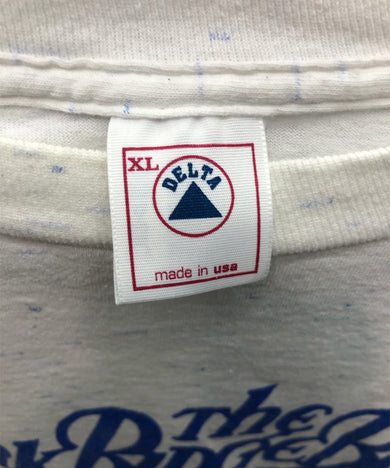 XL
DELTA
made in usa
The